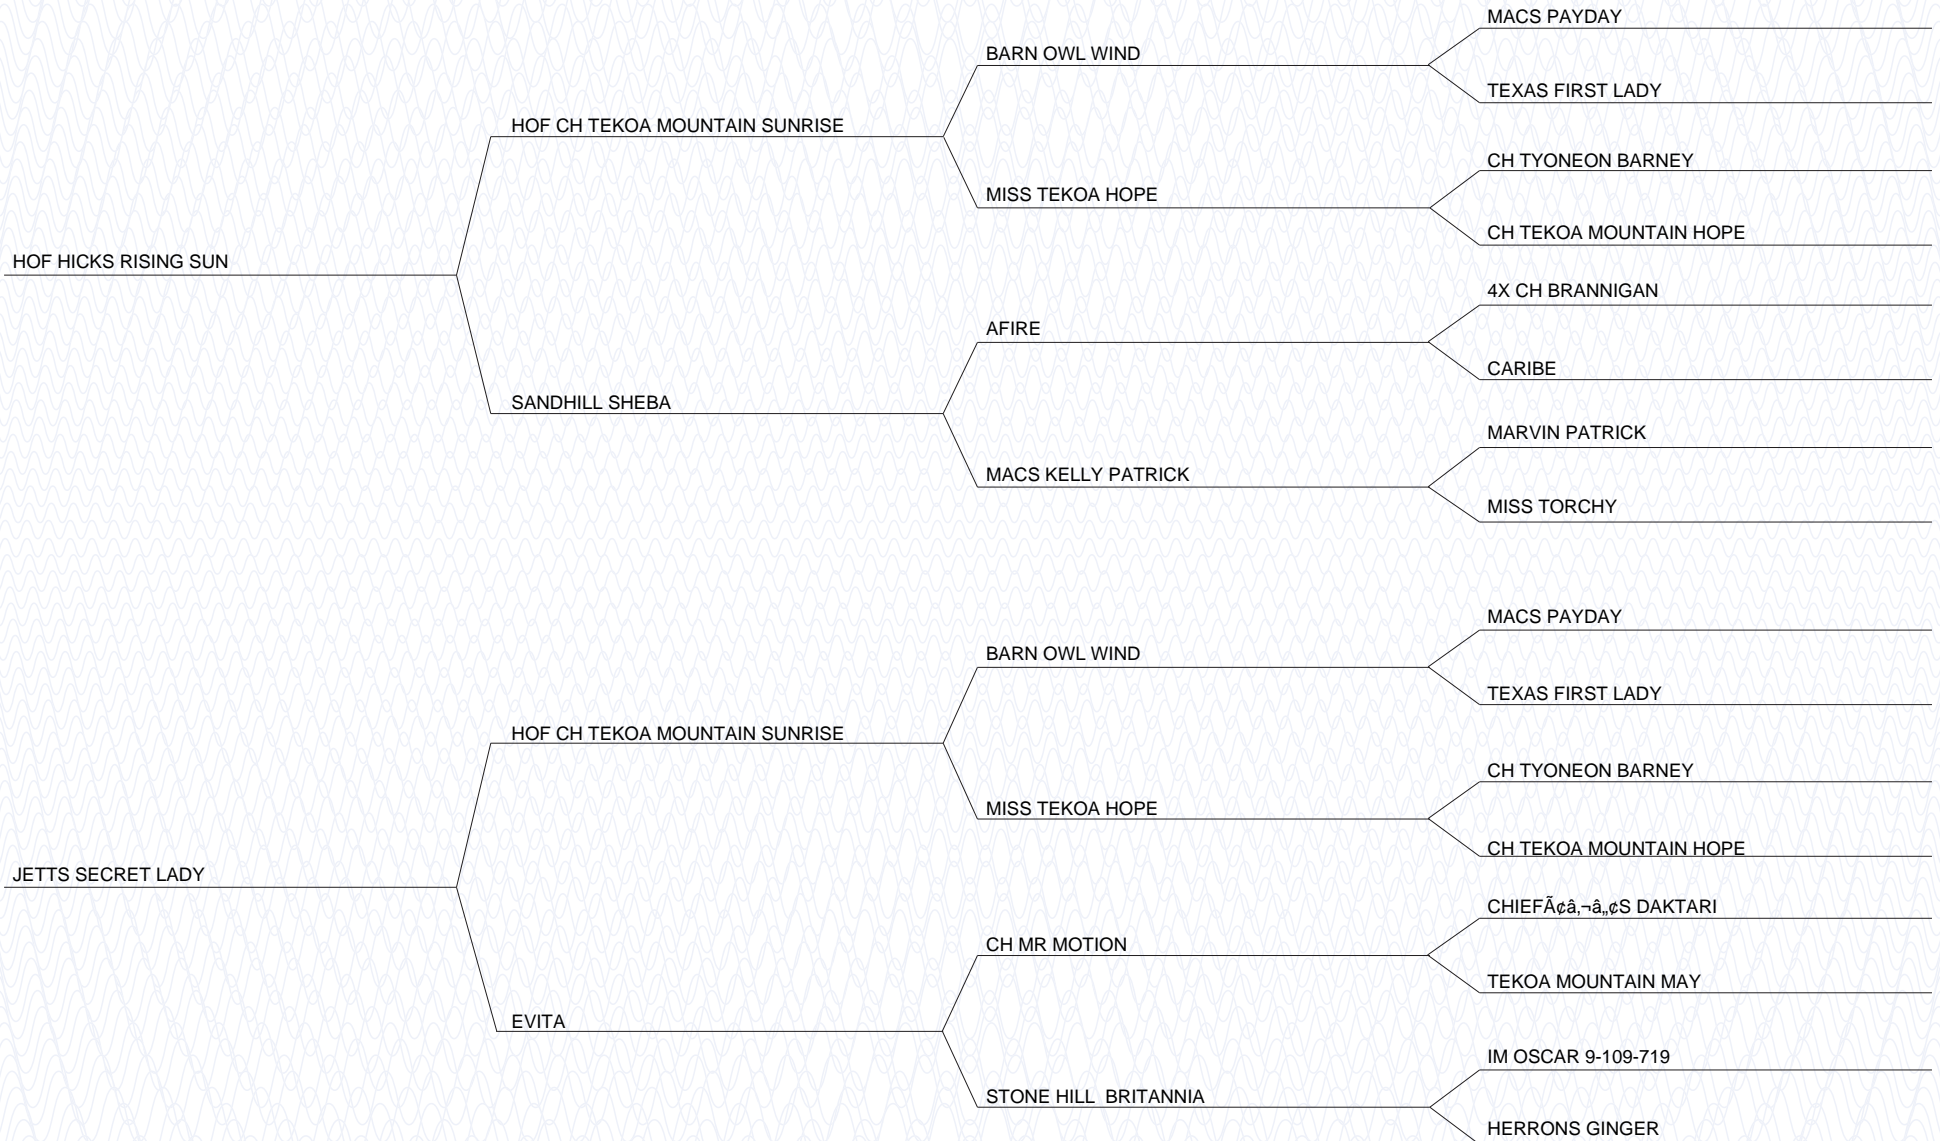 MACS PAYDAY
BARN OWL WIND
TEXAS FIRST LADY
HOF CH TEKOA MOUNTAIN SUNRISE
CH TYONEON BARNEY
MISS TEKOA HOPE
CH TEKOA MOUNTAIN HOPE
HOF HICKS RISING SUN
4X CH BRANNIGAN
AFIRE
CARIBE
SANDHILL SHEBA
MARVIN PATRICK
MACS KELLY PATRICK
MISS TORCHY
MACS PAYDAY
BARN OWL WIND
TEXAS FIRST LADY
HOF CH TEKOA MOUNTAIN SUNRISE
CH TYONEON BARNEY
MISS TEKOA HOPE
CH TEKOA MOUNTAIN HOPE
JETTS SECRET LADY
CHIEFÃ¢â‚¬â„¢S DAKTARI
CH MR MOTION
TEKOA MOUNTAIN MAY
EVITA
IM OSCAR 9-109-719
STONE HILL  BRITANNIA
HERRONS GINGER